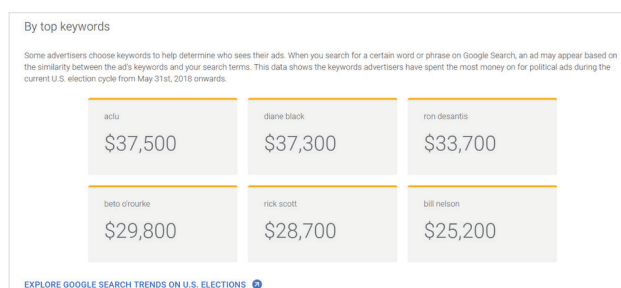 By top keywords
Some advertisers choose keywords to help determine who sees their ads. When you search for a certain word or phrase on Google Search, an ad may appear based on
the similarity between the ad's keywords and your search terms. This data shows the keywords advertisers have spent the most money on for political ads during the
current U.S. election cycle from May 31st, 2018 onwards.
aclu
$37,500
diane black
$37,300
ron desantis
$33,700
beto o'rourke
$29,800
rick scott
$28,700
bill nelson
$25,200
EXPLORE GOOGLE SEARCH TRENDS ON U.S. ELECTIONS